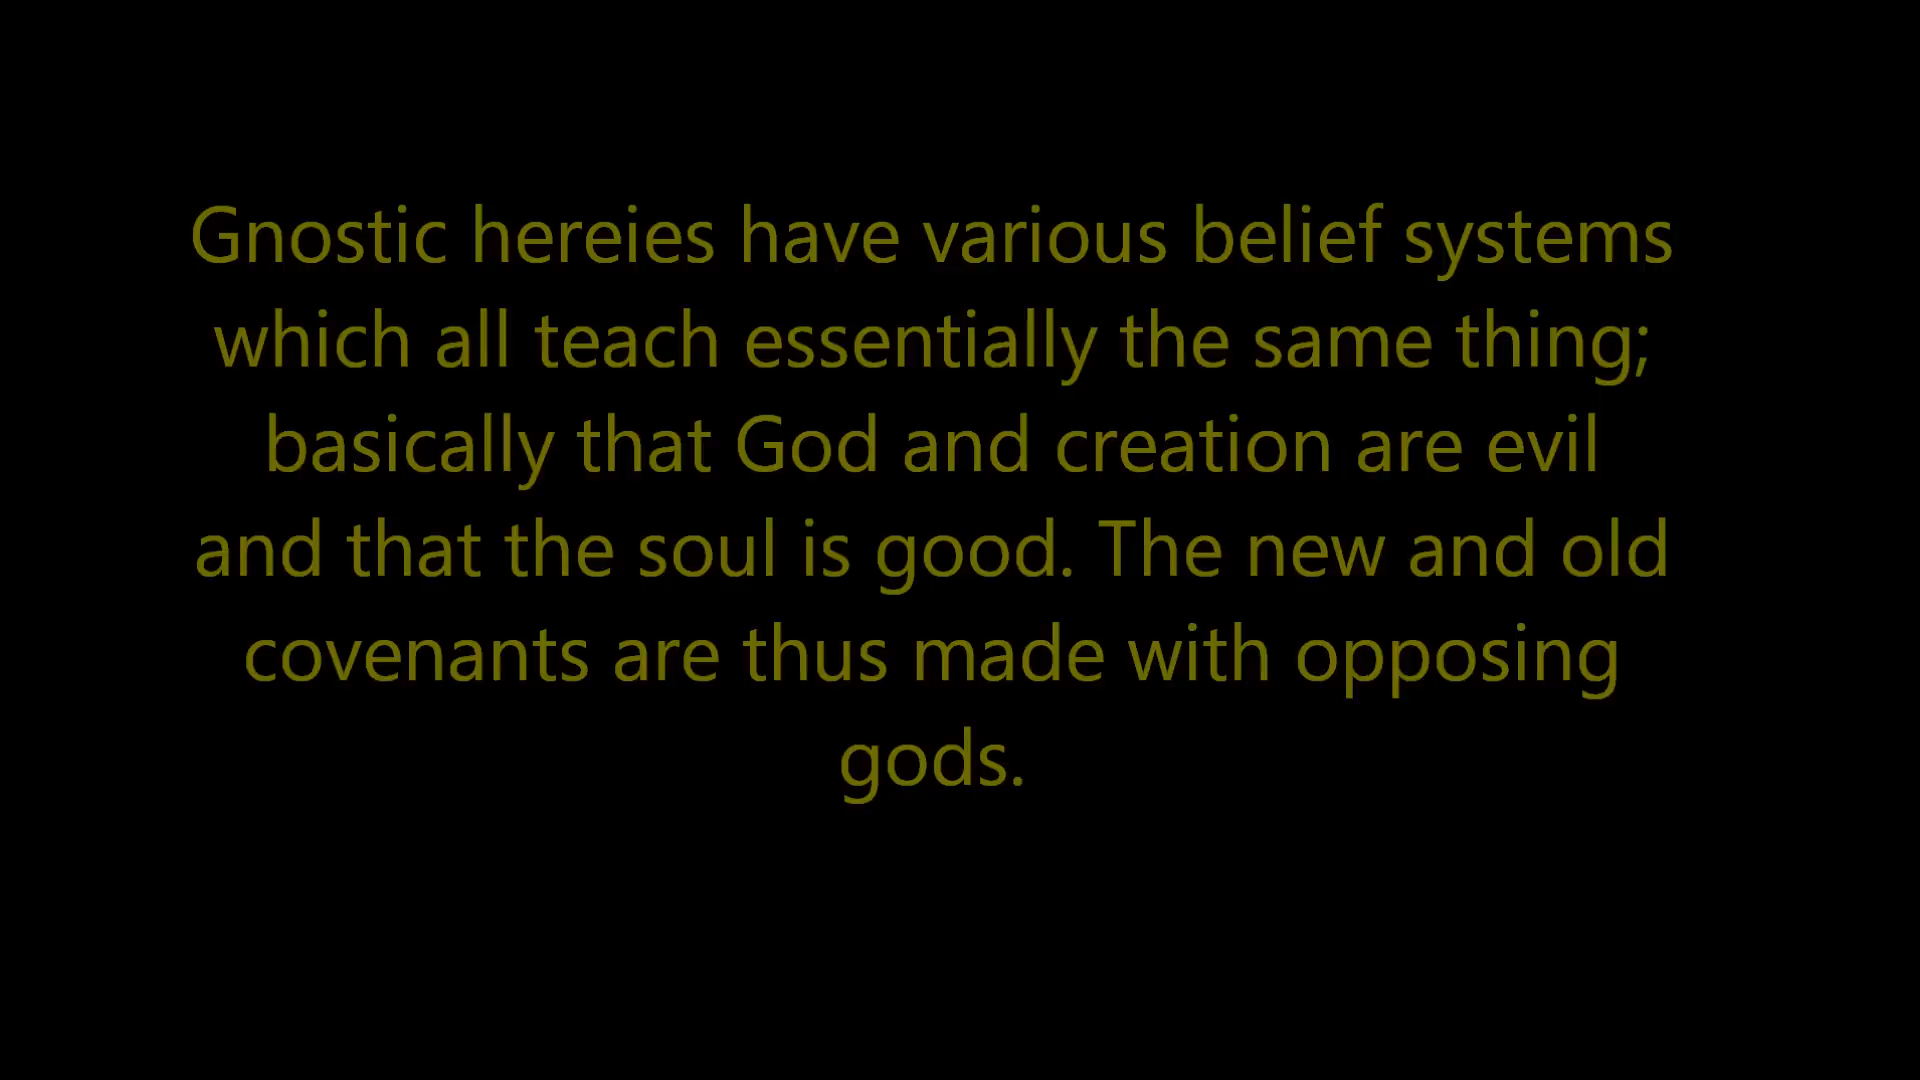 Gnostic hereies have various belief systems
which all teach essentially the same thing;
basically that God and creation are evil
and that the soul is good. The new and old
covenants are thus made with opposing
gods.